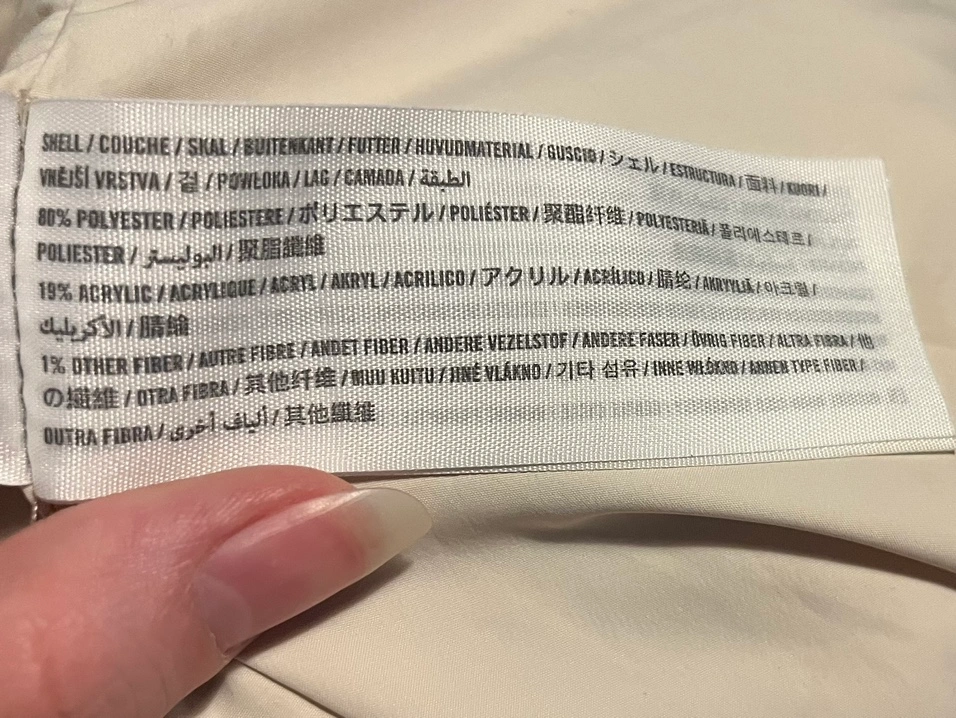 SHELL / COUCHE / SKAL / BUITENKANT / FUTTER / HUVUDMATERIAL / GUSCIO / シェル / ESTRUCTURA / 面料 / KUORI /
VNĚJŠÍ VRSTVA / 겉 / POWŁOKA / LAG / CAMADA / الطبقة
80% POLYESTER / POLIESTERE / ポリエステル / POLIÉSTER / 聚酯纤维 / POLYESTERIÄ / 폴리에스테르 /
POLIESTER / البوليستر / 聚脂纖維
19% ACRYLIC / ACRYLIQUE / ACRYL / AKRYL / ACRILICO / アクリル / ACRÍLICO / 腈纶 / AKRYYLIÄ / 아크릴 /
الأكريليك / 腈綸
1% OTHER FIBER / AUTRE FIBRE / ANDET FIBER / ANDERE VEZELSTOF / ANDERE FASER / ÖVRIG FIBER / ALTRA FIBRA / 他
の繊維 / OTRA FIBRA / 其他纤维 / MUU KUITU / JINÉ VLÁKNO / 기타 섬유 / INNE WŁÓKNO / ANNEN TYPE FIBER /
OUTRA FIBRA / ألياف أخرى / 其他纖維